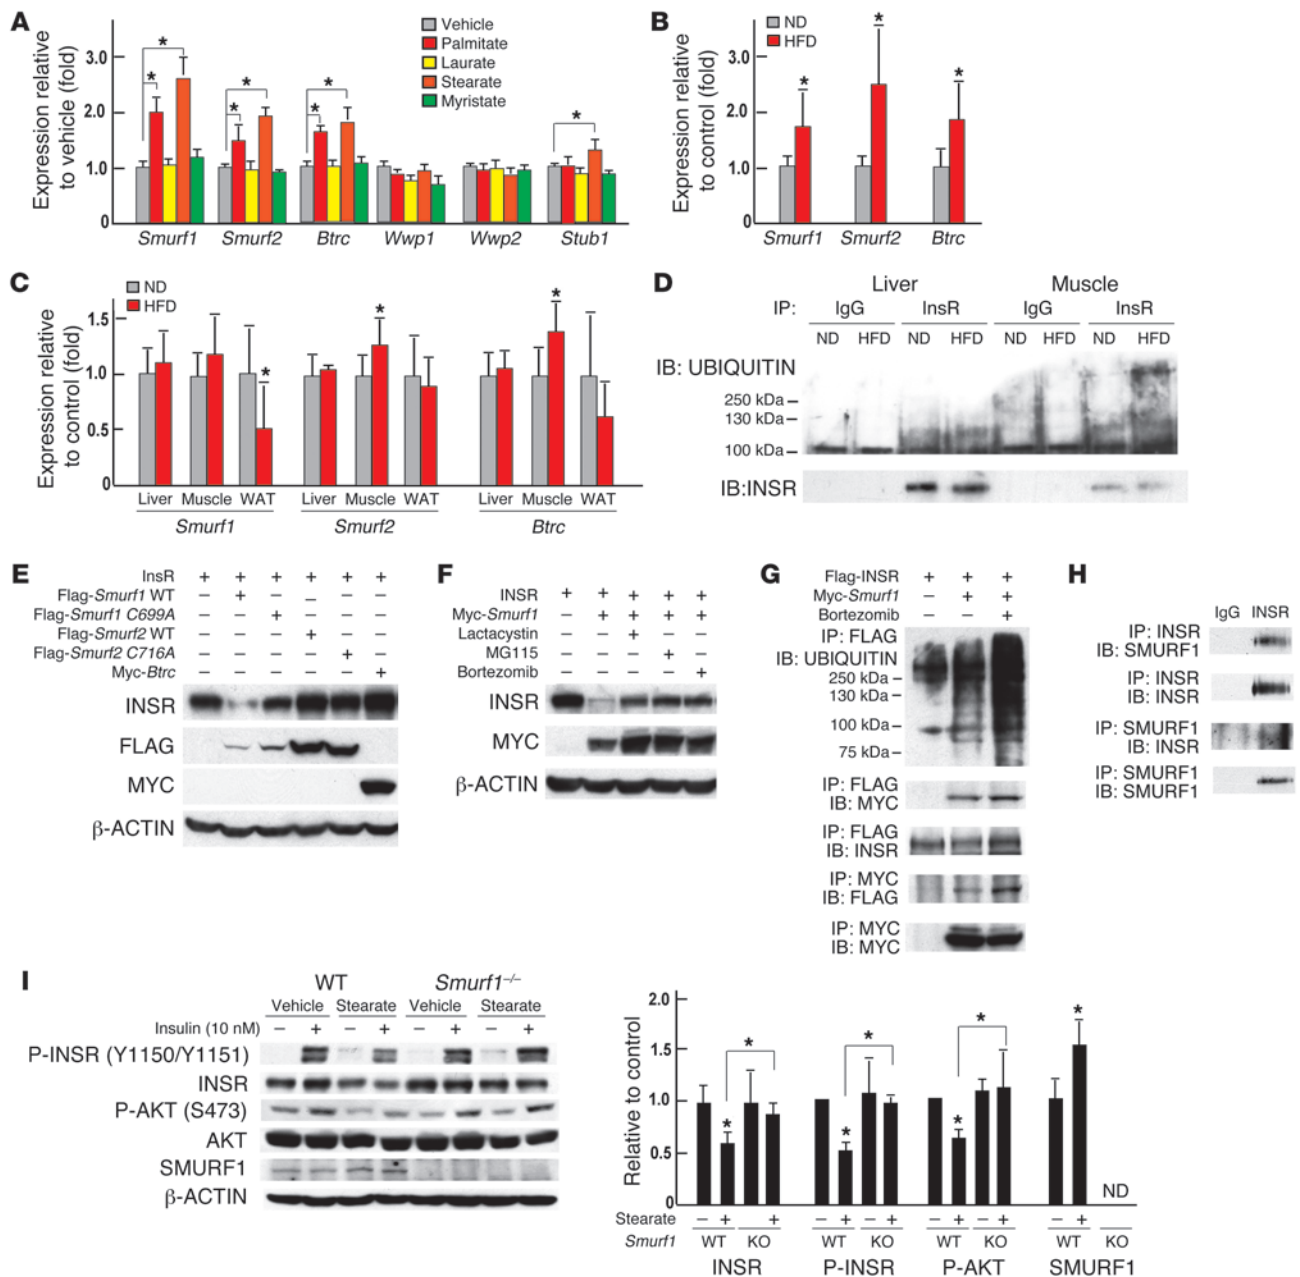 A
Expression relative
to vehicle (fold)
3.0
2.0
1.0
0
* * * * * * *
Vehicle
Palmitate
Laurate
Stearate
Myristate
Smurf1 Smurf2 Btrc Wwp1 Wwp2 Stub1
B
Expression relative
to control (fold)
3.0
2.0
1.0
0
ND
HFD
* * *
Smurf1 Smurf2 Btrc
C
Expression relative
to control (fold)
1.5
1.0
0.5
0
ND
HFD
* * *
Liver Muscle WAT Liver Muscle WAT Liver Muscle WAT
Smurf1 Smurf2 Btrc
D
Liver Muscle
IP: IgG InsR IgG InsR
ND HFD ND HFD ND HFD ND HFD
IB: UBIQUITIN
250 kDa –
130 kDa –
100 kDa –
IB:INSR
E
InsR + + + + + +
Flag-Smurf1 WT – + – – – –
Flag-Smurf1 C699A – – + – – –
Flag-Smurf2 WT – – – + – –
Flag-Smurf2 C716A – – – – + –
Myc-Btrc – – – – – +
INSR
FLAG
MYC
β-ACTIN
F
INSR + + + + +
Myc-Smurf1 – + + + +
Lactacystin – – + – –
MG115 – – – + –
Bortezomib – – – – +
INSR
MYC
β-ACTIN
G
Flag-INSR + + +
Myc-Smurf1 – + +
Bortezomib – – +
IP: FLAG
IB: UBIQUITIN
250 kDa –
130 kDa –
100 kDa –
75 kDa –
IP: FLAG
IB: MYC
IP: FLAG
IB: INSR
IP: MYC
IB: FLAG
IP: MYC
IB: MYC
H
IgG INSR
IP: INSR
IB: SMURF1
IP: INSR
IB: INSR
IP: SMURF1
IB: INSR
IP: SMURF1
IB: SMURF1
I
WT Smurf1–/–
Vehicle Stearate Vehicle Stearate
Insulin (10 nM) – + – + – + – +
P-INSR (Y1150/Y1151)
INSR
P-AKT (S473)
AKT
SMURF1
β-ACTIN
Relative to control
2.0
1.5
1.0
0.5
0
* * * * * * *
ND
Stearate – + – + – + – + – + – + – +
Smurf1 WT KO WT KO WT KO WT KO
INSR P-INSR P-AKT SMURF1